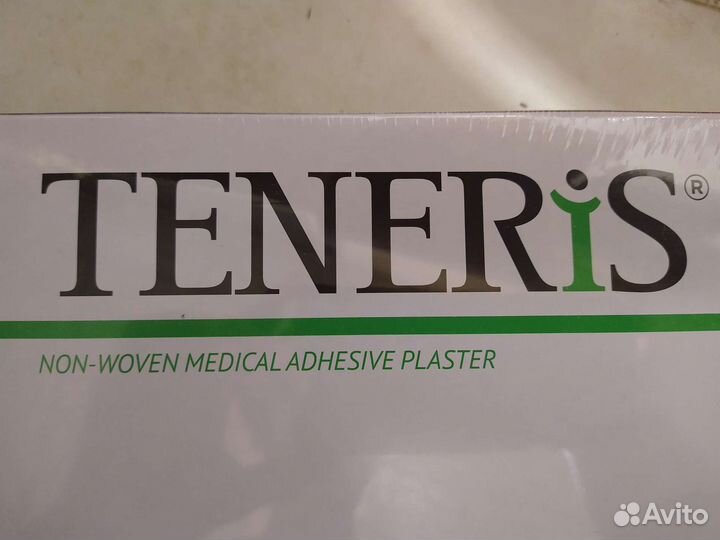 TENERiS®
NON-WOVEN MEDICAL ADHESIVE PLASTER
Avito